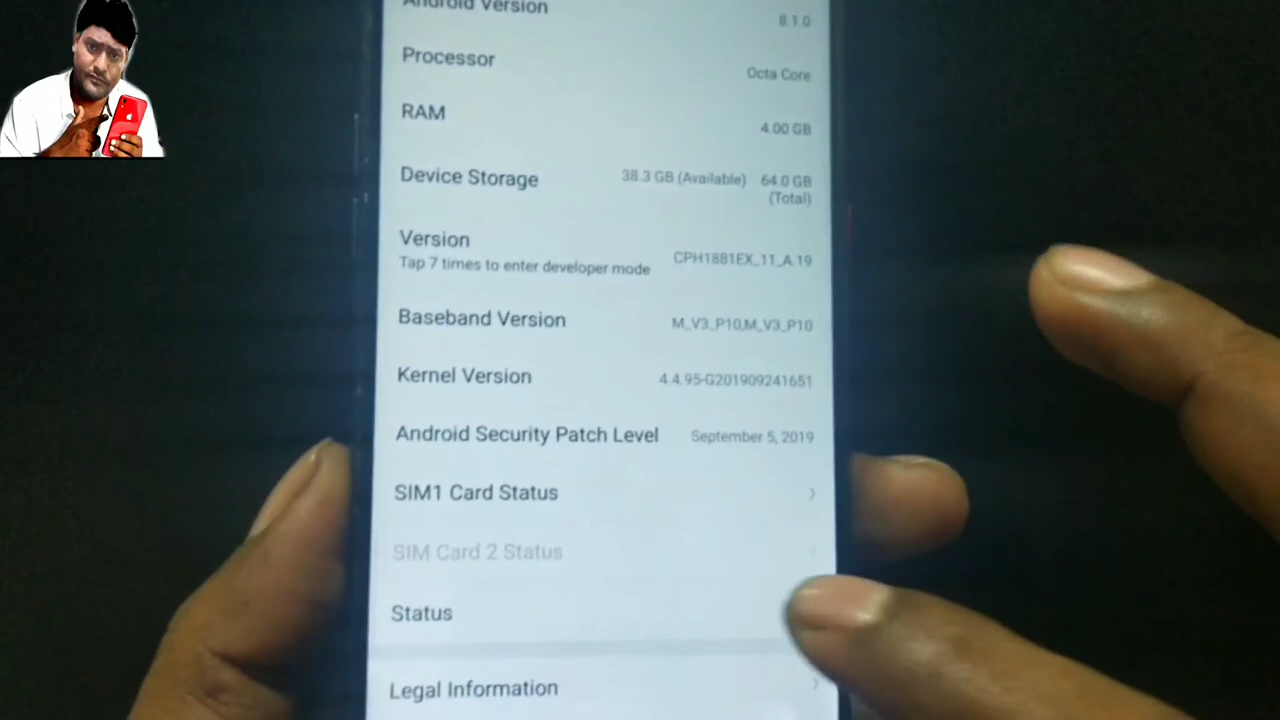 Android Version
8.1.0
Processor
Octa Core
RAM
4.00 GB
Device Storage
38.3 GB (Available) 64.0 GB
(Total)
Version
Tap 7 times to enter developer mode
CPH1881EX_11_A.19
Baseband Version
M_V3_P10,M_V3_P10
Kernel Version
4.4.95-G201909241651
Android Security Patch Level
September 5, 2019
SIM1 Card Status
SIM Card 2 Status
Status
Legal Information